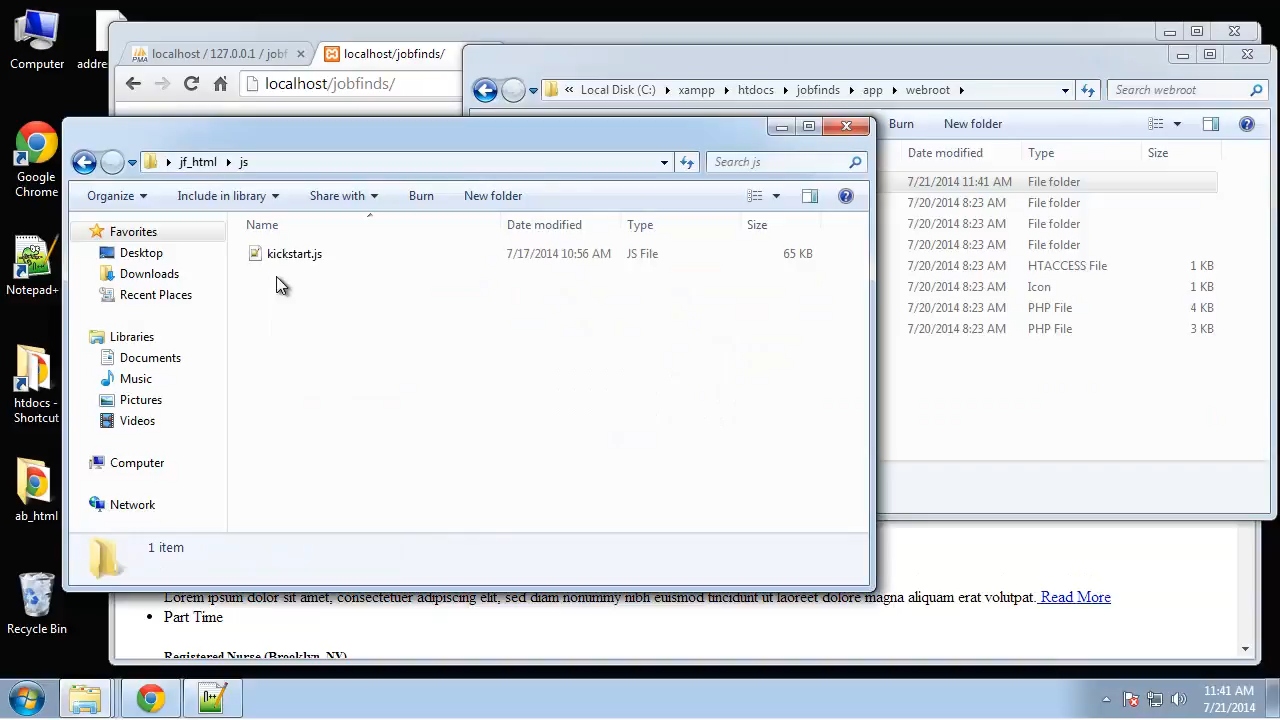 Computer
addre
Google
Chrome
Notepad+
htdocs -
Shortcut
ab_html
Recycle Bin
localhost / 127.0.0.1 / jobf
localhost/jobfinds/
localhost/jobfinds/
Local Disk (C:) xampp htdocs jobfinds app webroot
Search webroot
Burn New folder
Date modified Type Size
7/21/2014 11:41 AM File folder
7/20/2014 8:23 AM File folder
7/20/2014 8:23 AM File folder
7/20/2014 8:23 AM File folder
7/20/2014 8:23 AM HTACCESS File 1 KB
7/20/2014 8:23 AM Icon 1 KB
7/20/2014 8:23 AM PHP File 4 KB
7/20/2014 8:23 AM PHP File 3 KB
jf_html js
Search js
Organize Include in library Share with Burn New folder
Name Date modified Type Size
kickstart.js 7/17/2014 10:56 AM JS File 65 KB
Favorites
Desktop
Downloads
Recent Places
Libraries
Documents
Music
Pictures
Videos
Computer
Network
1 item
Lorem ipsum dolor sit amet, consectetuer adipiscing elit, sed diam nonummy nibh euismod tincidunt ut laoreet dolore magna aliquam erat volutpat. Read More
• Part Time
Registered Nurse (Brooklyn, NY)
11:41 AM
7/21/2014